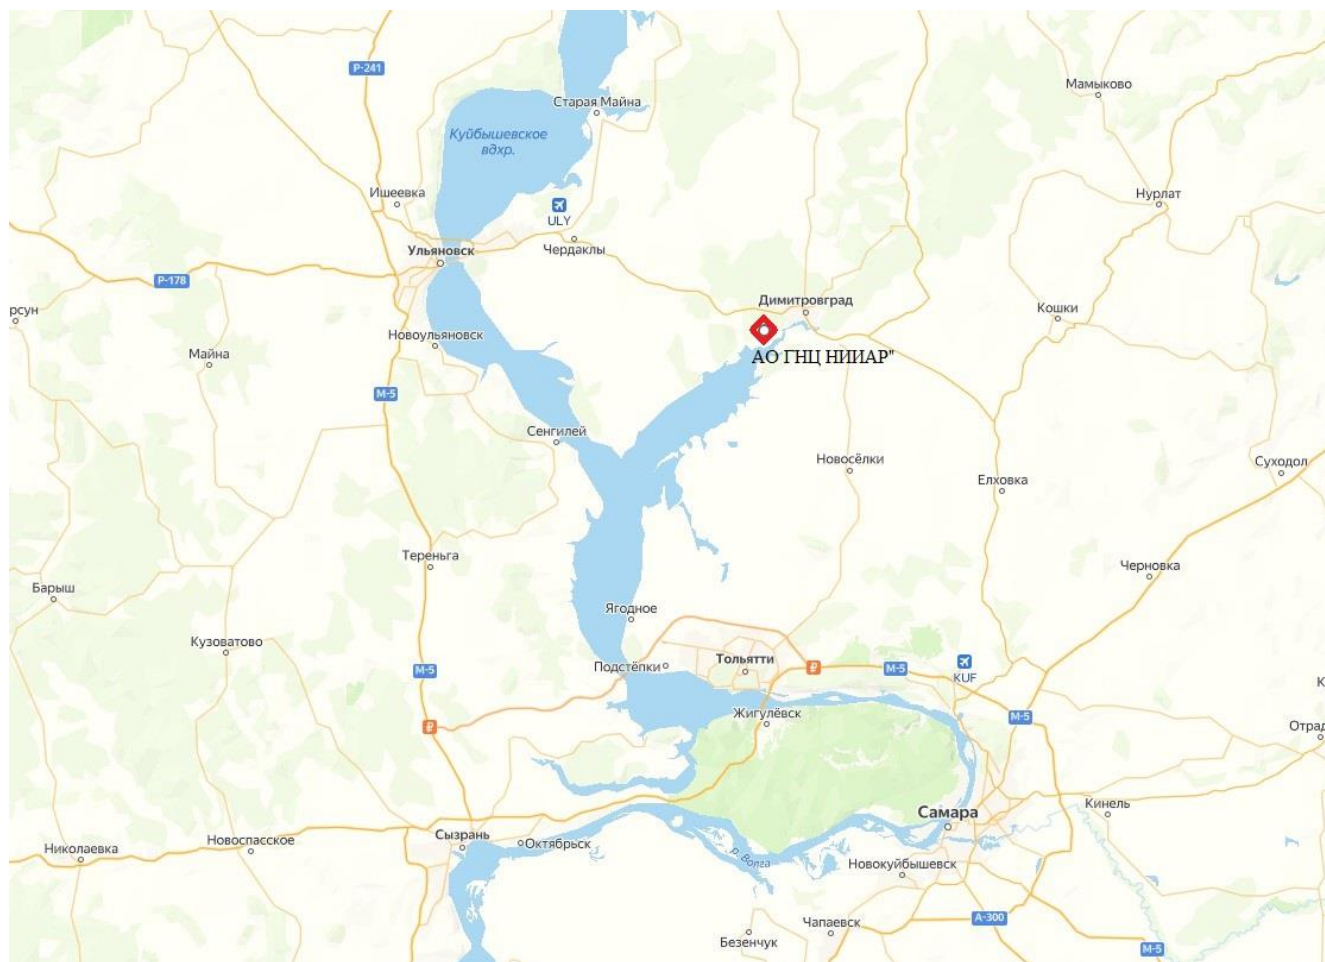 Р-241
Мамыково
Старая Майна
Куйбышевское
вдхр.
Ишеевка
Нурлат
ULY
Ульяновск
Чердаклы
Р-178
Димитровград
рсун
Кошки
Новоульяновск
Майна
АО ГНЦ НИИАР"
М-5
Сенгилей
Новосёлки
Суходол
Елховка
Тереньга
Черновка
Барыш
Ягодное
Кузоватово
Тольятти
Подстёпки
₽
М-5
KUF
М-5
К
Жигулёвск
М-5
₽
Отрад
Кинель
Самара
Сызрань
Новоспасское
Октябрьск
Николаевка
р. Волга
Новокуйбышевск
Чапаевск
А-300
Безенчук
М-5